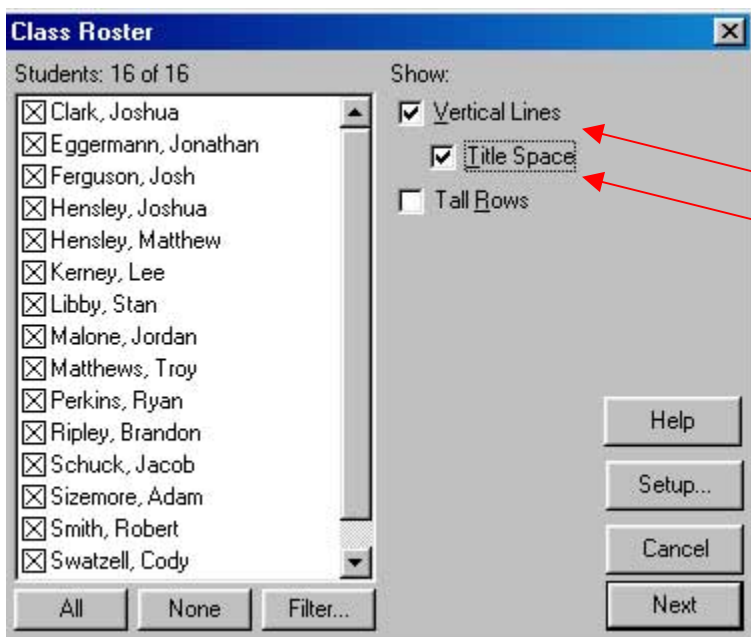 Class Roster
Students: 16 of 16
Clark, Joshua
Eggermann, Jonathan
Ferguson, Josh
Hensley, Joshua
Hensley, Matthew
Kerney, Lee
Libby, Stan
Malone, Jordan
Matthews, Troy
Perkins, Ryan
Ripley, Brandon
Schuck, Jacob
Sizemore, Adam
Smith, Robert
Swatzell, Cody
All None Filter...
Show:
Vertical Lines
Title Space
Tall Rows
Help
Setup...
Cancel
Next